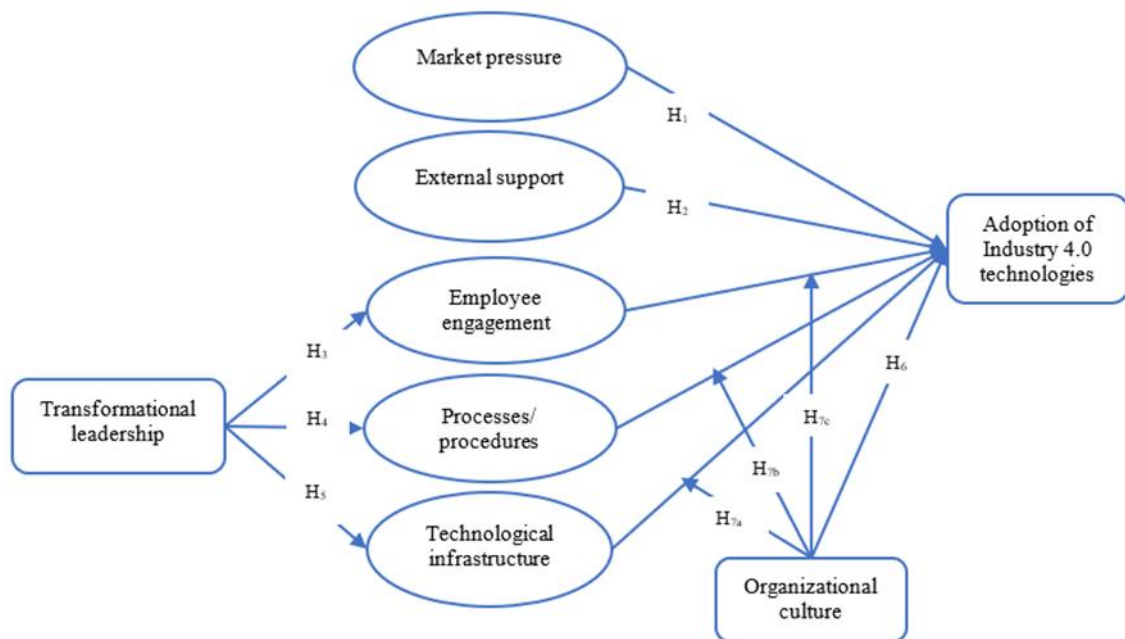 Market pressure
H₁
External support
H₂
Adoption of
Industry 4.0
technologies
Employee
engagement
H₃
H₆
Transformational
leadership
H₄
Processes/
procedures
H₇c
H₇b
H₅
H₇a
Technological
infrastructure
Organizational
culture